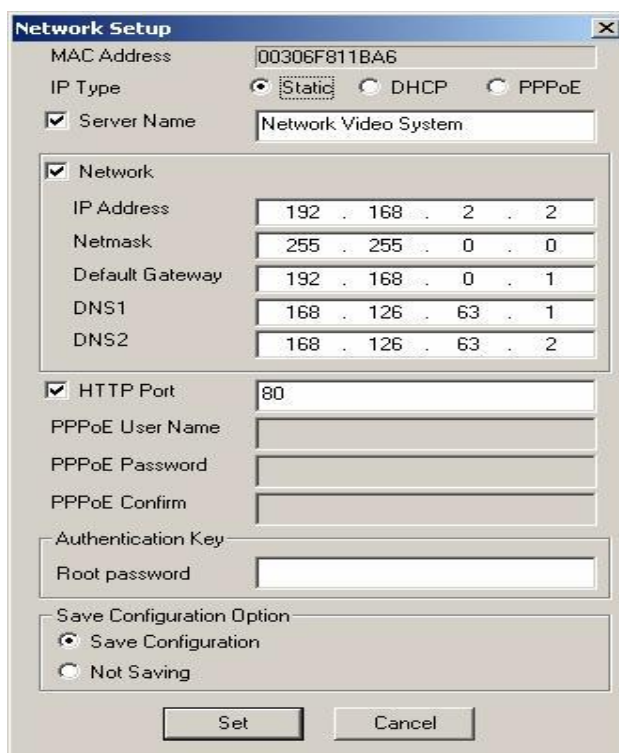 Network Setup
MAC Address 00306F811BA6
IP Type Static DHCP PPPoE
Server Name Network Video System
Network
IP Address 192 . 168 . 2 . 2
Netmask 255 . 255 . 0 . 0
Default Gateway 192 . 168 . 0 . 1
DNS1 168 . 126 . 63 . 1
DNS2 168 . 126 . 63 . 2
HTTP Port 80
PPPoE User Name
PPPoE Password
PPPoE Confirm
Authentication Key
Root password
Save Configuration Option
Save Configuration
Not Saving
Set Cancel